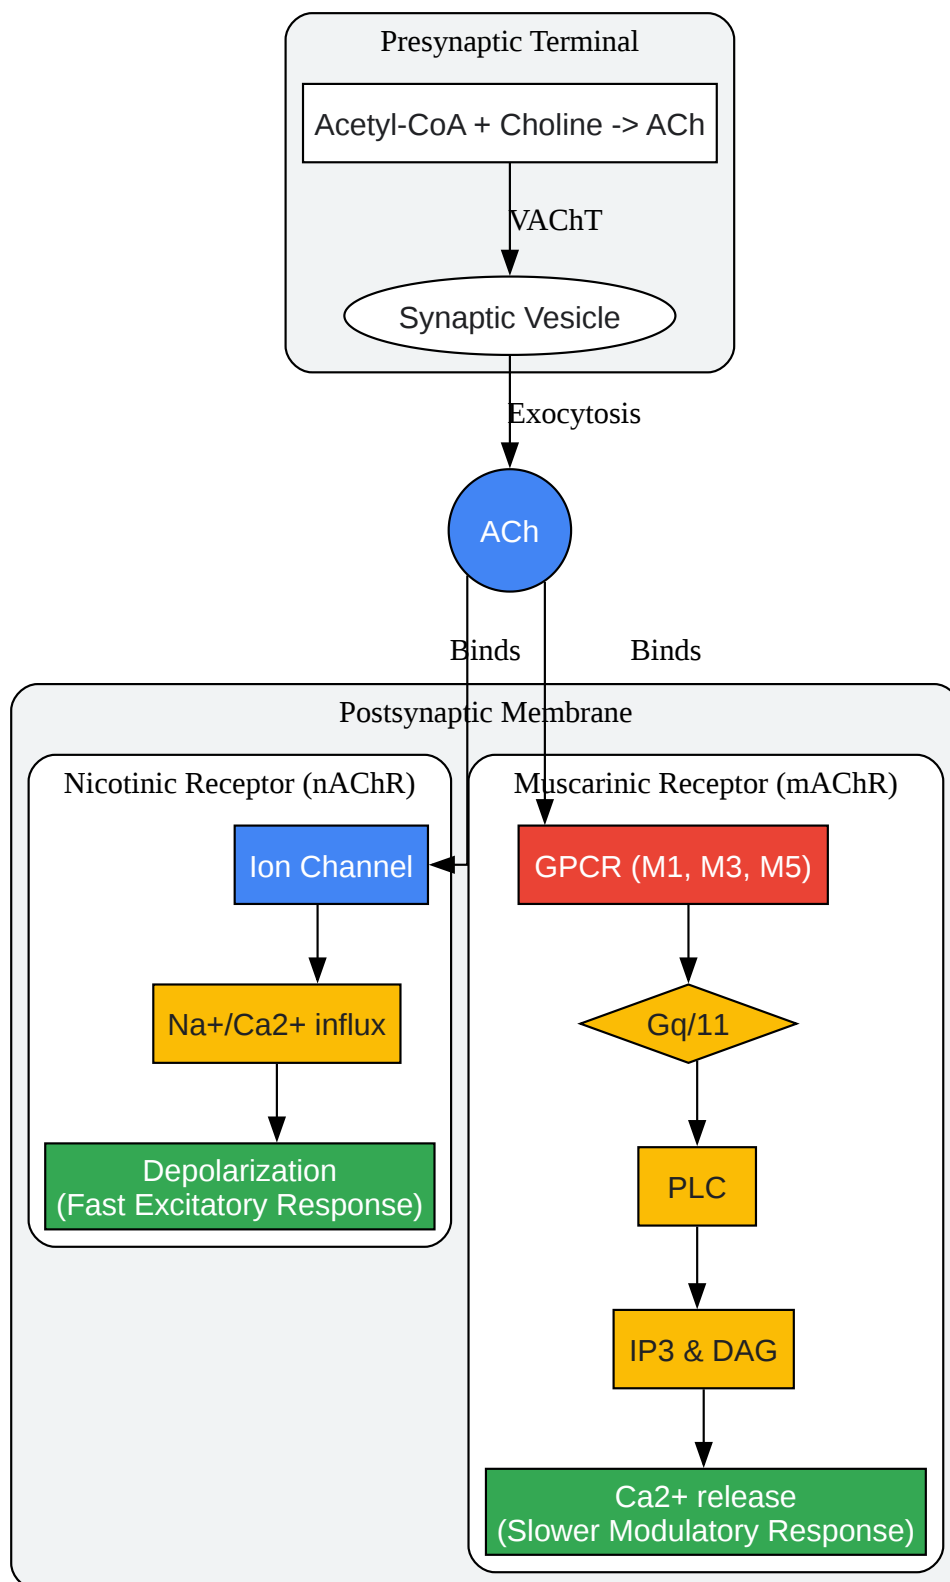 Presynaptic Terminal
Acetyl-CoA + Choline -> ACh
VAChT
Synaptic Vesicle
Exocytosis
ACh
Binds
Binds
Postsynaptic Membrane
Nicotinic Receptor (nAChR)
Ion Channel
Na+/Ca2+ influx
Depolarization
(Fast Excitatory Response)
Muscarinic Receptor (mAChR)
GPCR (M1, M3, M5)
Gq/11
PLC
IP3 & DAG
Ca2+ release
(Slower Modulatory Response)